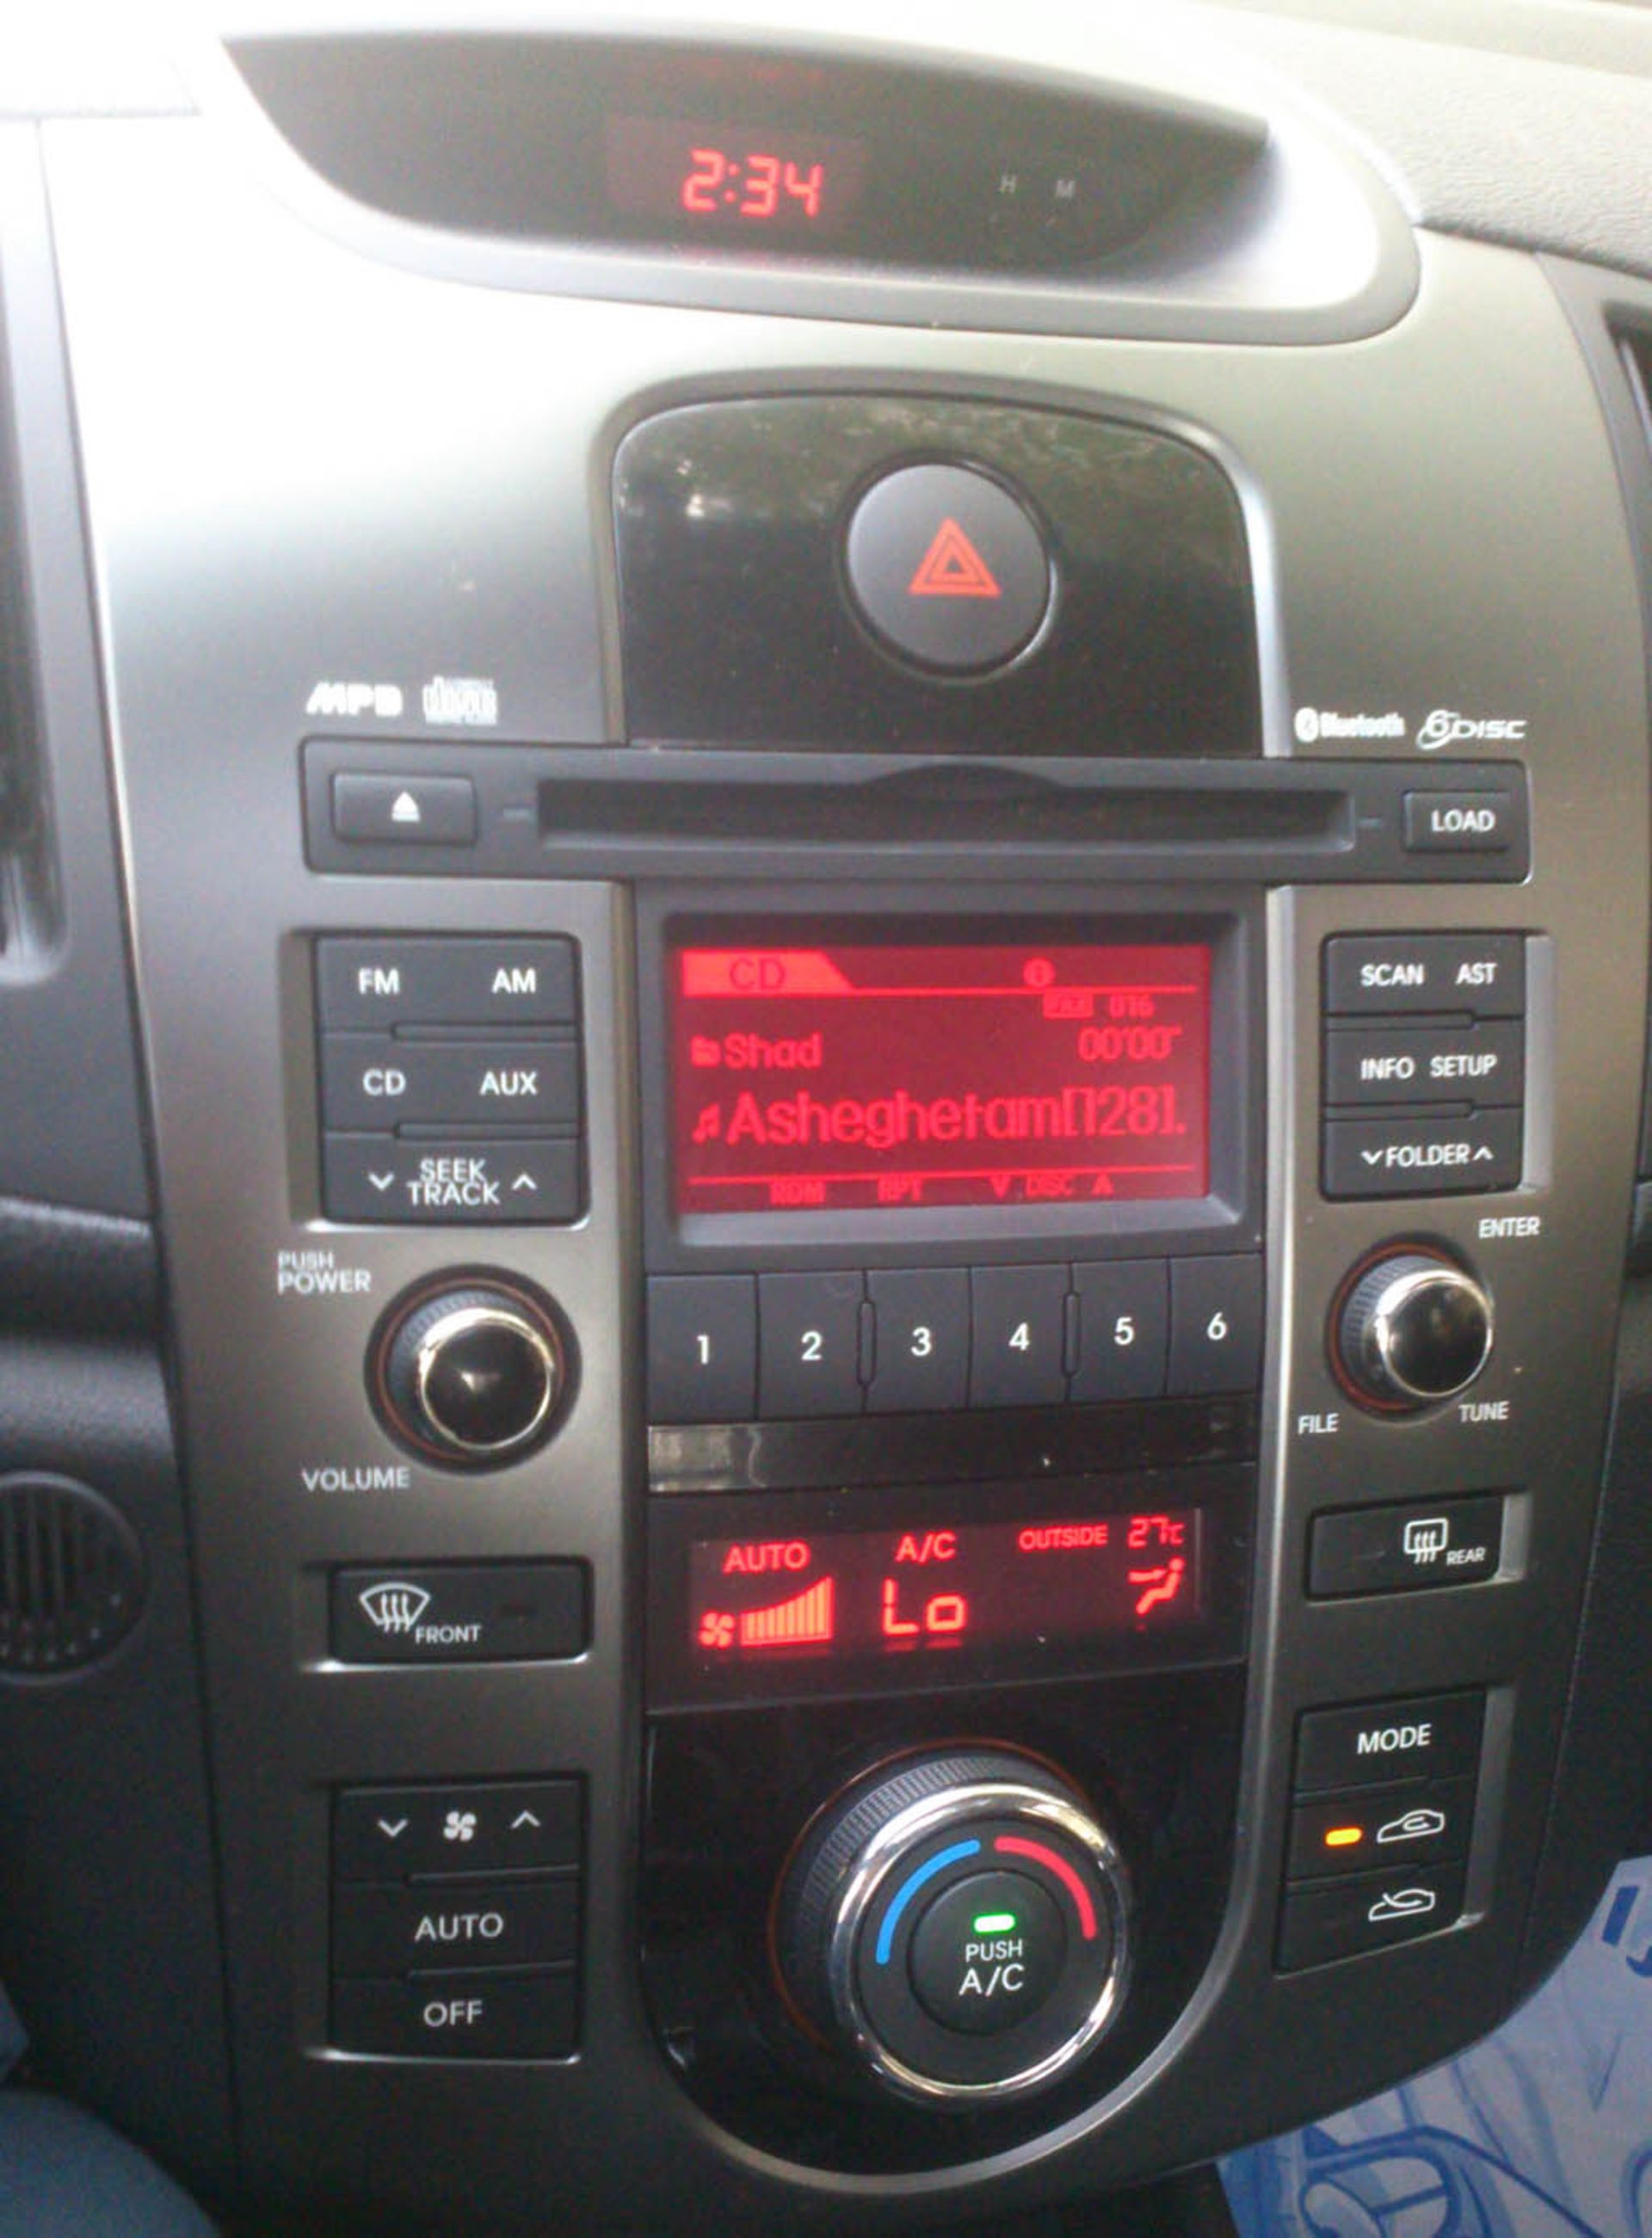 2:34
H M
Bluetooth 6DISC
LOAD
FM AM
CD
SCAN AST
FILE 016
CD AUX
Shad 00'00"
INFO SETUP
Asheghetam[128].
SEEK
TRACK
FOLDER
RDM RPT DISC
PUSH
POWER
ENTER
1 2 3 4 5 6
VOLUME
FILE TUNE
AUTO A/C OUTSIDE 27℃
Lo
FRONT
REAR
MODE
AUTO
PUSH
A/C
OFF